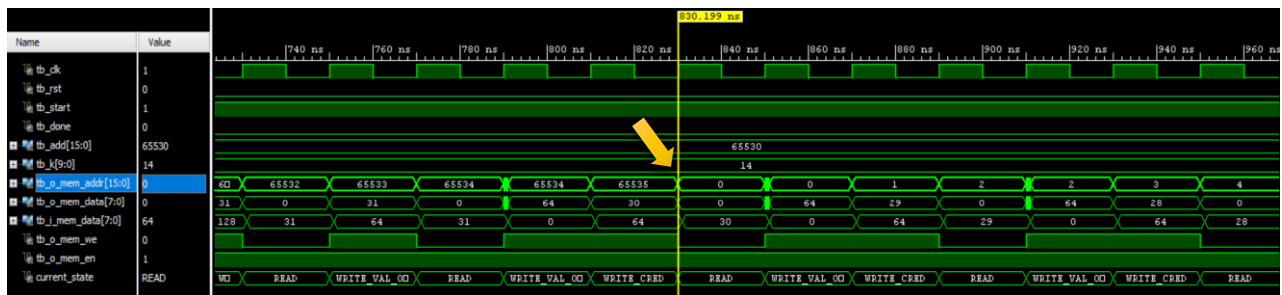 830.199 ns
Name Value
740 ns 760 ns 780 ns 800 ns 820 ns 840 ns 860 ns 880 ns 900 ns 920 ns 940 ns 960 ns
tb_clk 1
tb_rst 0
tb_start 1
tb_done 0
tb_add[15:0] 65530 65530
tb_k[9:0] 14 14
tb_o_mem_addr[15:0] 0 6 65532 65533 65534 65534 65535 0 0 1 2 2 3 4
tb_o_mem_data[7:0] 0 31 0 31 0 64 30 0 64 29 0 64 28 0
tb_i_mem_data[7:0] 64 128 31 64 31 0 64 30 0 64 29 0 64 28
tb_o_mem_we 0
tb_o_mem_en 1
current_state READ W READ WRITE_VAL_O READ WRITE_VAL_O WRITE_CRED READ WRITE_VAL_O WRITE_CRED READ WRITE_VAL_O WRITE_CRED READ